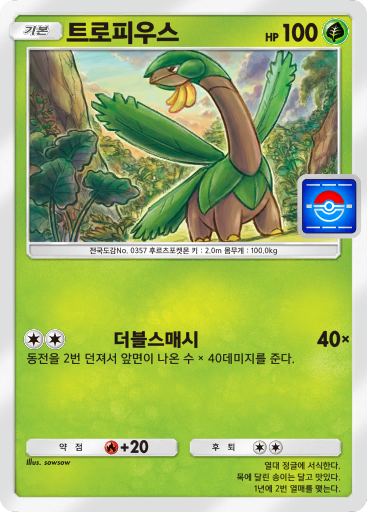 기본 트로피우스 HP 100
전국도감No. 0357 후르츠포켓몬 키 : 2.0m 몸무게 : 100.0kg
더블스매시 40×
동전을 2번 던져서 앞면이 나온 수 × 40데미지를 준다.
약점 +20 후퇴
illus. sowsow
열대 정글에 서식한다.
목에 달린 송이는 달고 맛있다.
1년에 2번 열매를 맺는다.